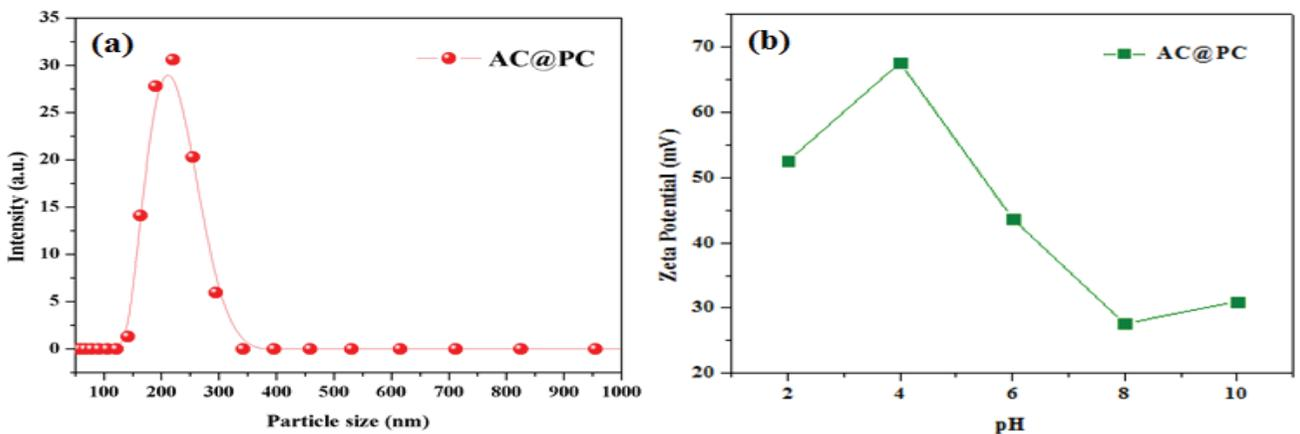 (a)
AC@PC
Intensity (a.u.)
35
30
25
20
15
10
5
0
100 200 300 400 500 600 700 800 900 1000
Particle size (nm)
(b)
AC@PC
Zeta Potential (mV)
70
60
50
40
30
20
2 4 6 8 10
pH